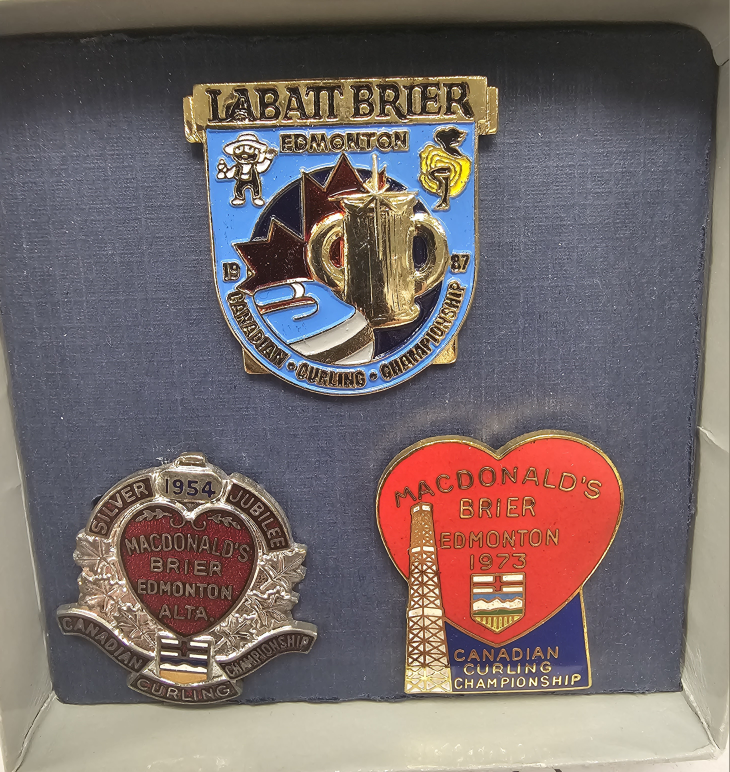 LABATT BRIER
EDMONTON
19 87
CANADIAN • CURLING • CHAMPIONSHIP
SILVER 1954 JUBILEE
MACDONALD'S
BRIER
EDMONTON
ALTA.
CANADIAN
CURLING
CHAMPIONSHIP
MACDONALD'S
BRIER
EDMONTON
1973
CANADIAN
CURLING
CHAMPIONSHIP